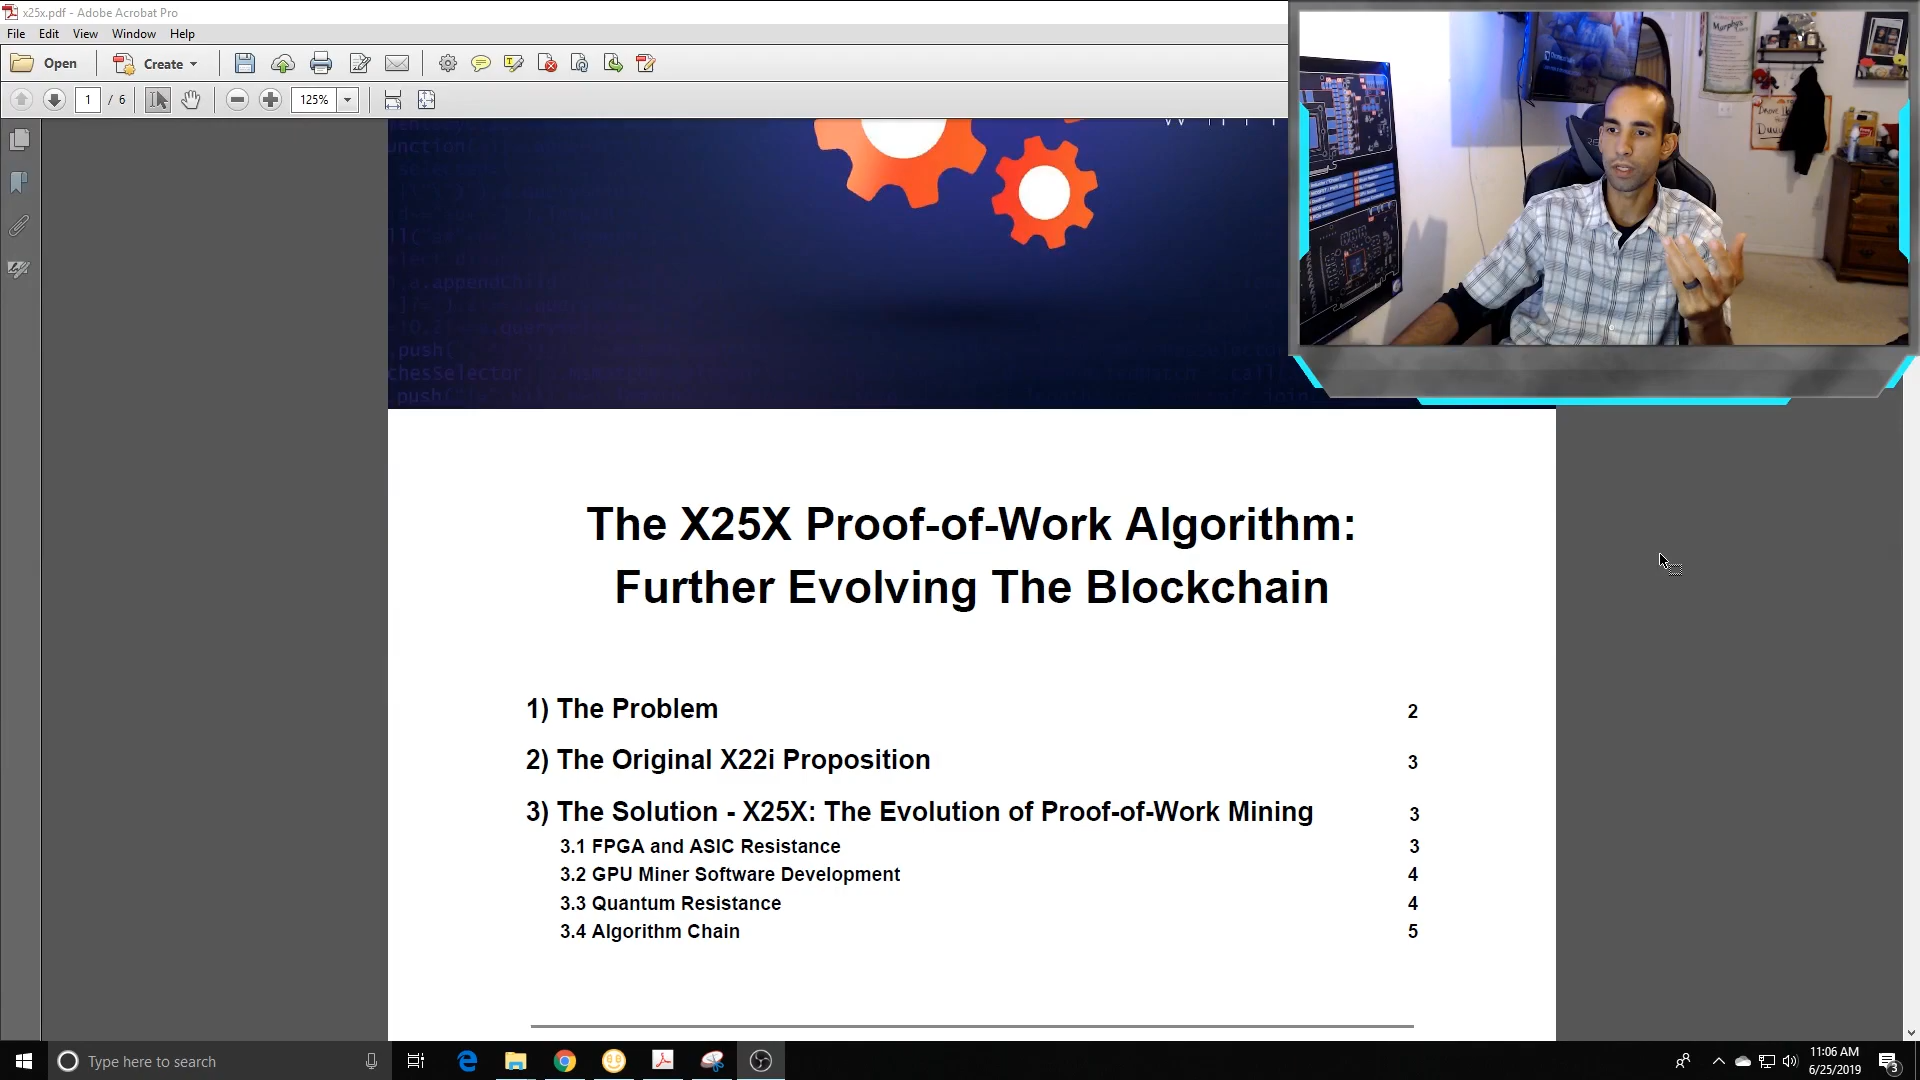 x25x.pdf - Adobe Acrobat Pro
File Edit View Window Help
Open Create
1 / 6 125%
The X25X Proof-of-Work Algorithm:
Further Evolving The Blockchain
1) The Problem 2
2) The Original X22i Proposition 3
3) The Solution - X25X: The Evolution of Proof-of-Work Mining 3
3.1 FPGA and ASIC Resistance 3
3.2 GPU Miner Software Development 4
3.3 Quantum Resistance 4
3.4 Algorithm Chain 5
Type here to search
11:06 AM
6/25/2019
3